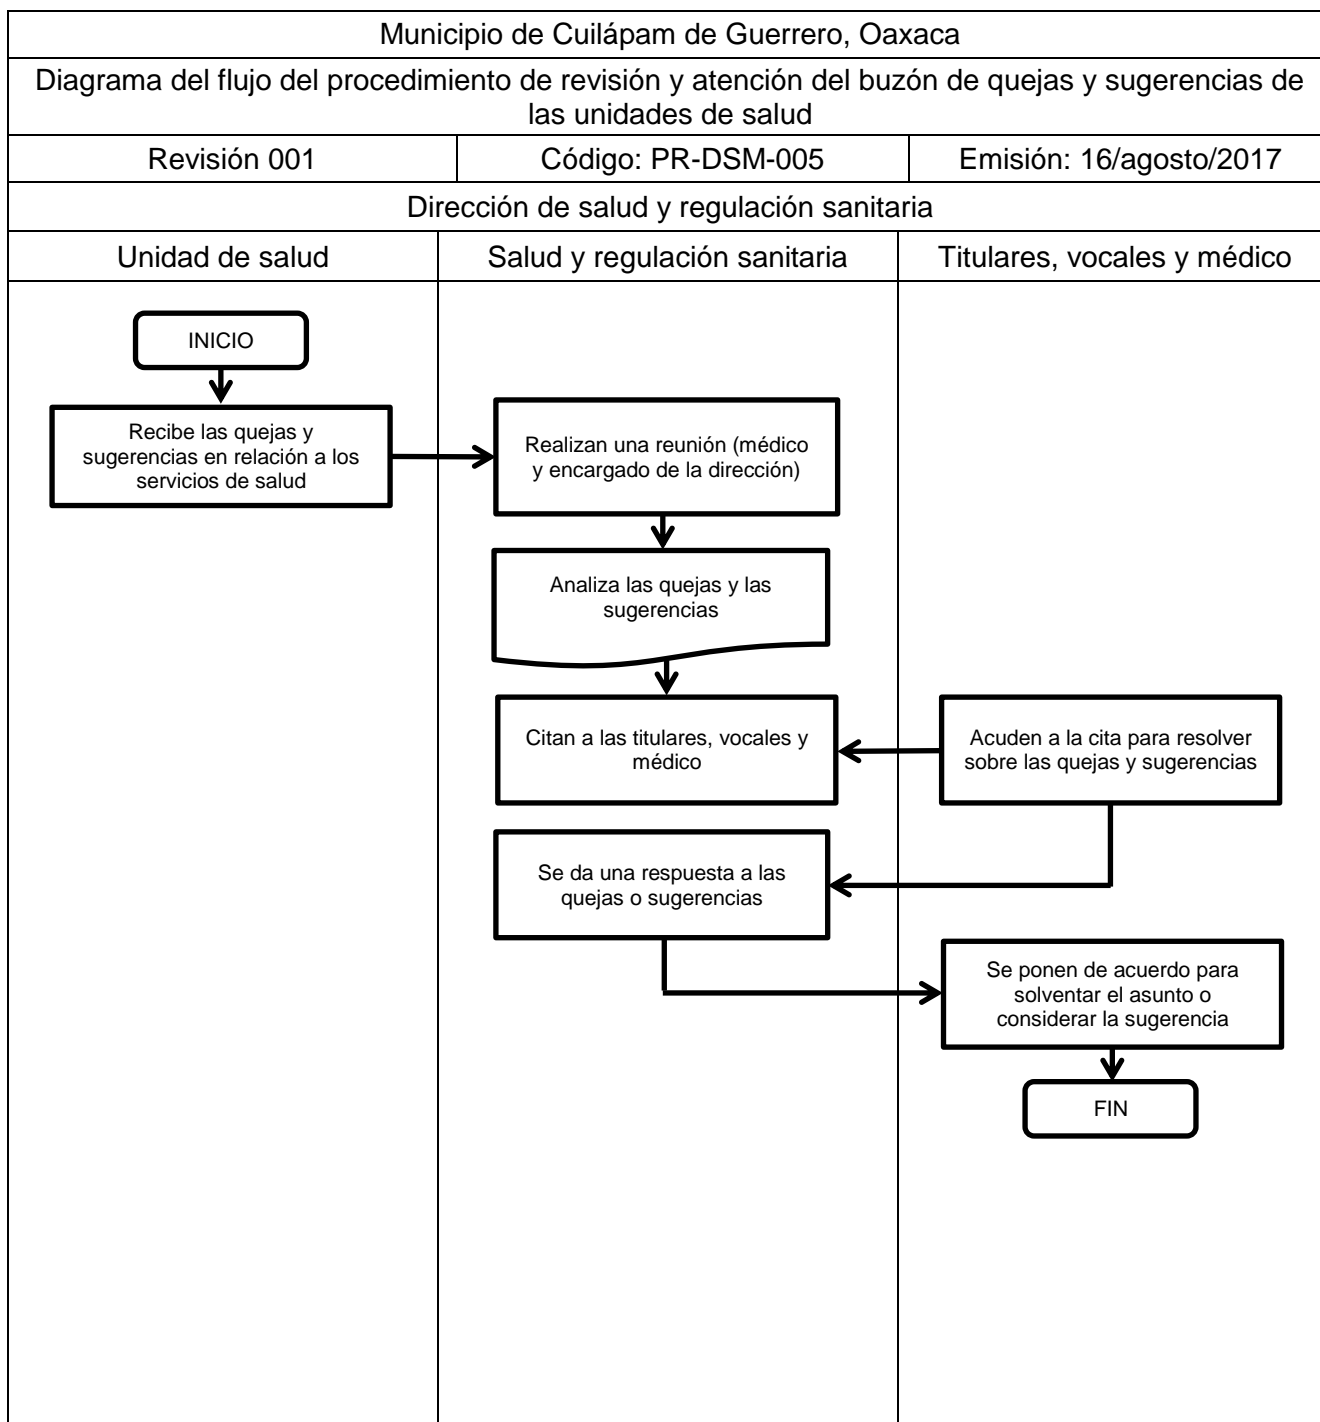 Municipio de Cuilápam de Guerrero, Oaxaca
Diagrama del flujo del procedimiento de revisión y atención del buzón de quejas y sugerencias de
las unidades de salud
Revisión 001
Código: PR-DSM-005
Emisión: 16/agosto/2017
Dirección de salud y regulación sanitaria
Unidad de salud
Salud y regulación sanitaria
Titulares, vocales y médico
INICIO
Recibe las quejas y
sugerencias en relación a los
servicios de salud
Realizan una reunión (médico
y encargado de la dirección)
Analiza las quejas y las
sugerencias
Citan a las titulares, vocales y
médico
Acuden a la cita para resolver
sobre las quejas y sugerencias
Se da una respuesta a las
quejas o sugerencias
Se ponen de acuerdo para
solventar el asunto o
considerar la sugerencia
FIN